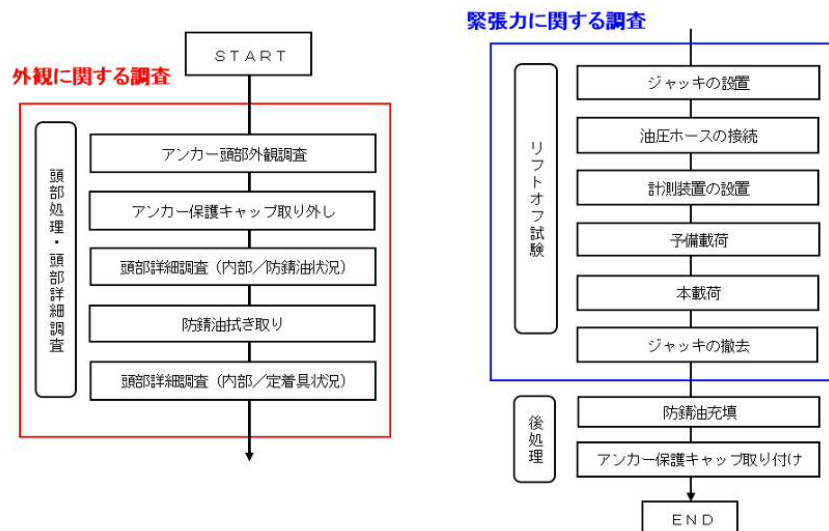 START
外観に関する調査
頭部処理・頭部詳細調査
アンカー頭部外観調査
アンカー保護キャップ取り外し
頭部詳細調査（内部／防錆油状況）
防錆油拭き取り
頭部詳細調査（内部／定着具状況）
緊張力に関する調査
リフトオフ試験
ジャッキの設置
油圧ホースの接続
計測装置の設置
予備載荷
本載荷
ジャッキの撤去
後処理
防錆油充填
アンカー保護キャップ取り付け
END